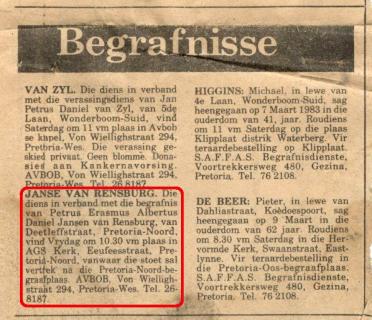 Begrafnisse
VAN ZYL. Die diens in verband
met die verassingsdiens van Jan
Petrus Daniel van Zyl, van 5de
Laan, Wonderboom-Suid, vind
Saterdag om 11 vm plaas in Avbob
se kapel, Von Wiellighstraat 294,
Pretoria-Wes. Die verassing ge-
skied privaat. Geen blomme. Dona-
sies aan Kankernavorsing.
AVBOB, Von Wiellighstraat 294,
Pretoria-Wes. Tel. 26-8187.
JANSE VAN RENSBURG. Die
diens in verband met die begrafnis
van Petrus Erasmus Albertus
Daniel Jansen van Rensburg, van
Deetlefsstraat, Pretoria-Noord,
vind Vrydag om 10.30 vm plaas in
AGS Kerk, Eeufeesstraat, Pre-
toria-Noord, vanwaar die stoet sal
vertrek na die Pretoria-Noord-be-
grafplaas. AVBOB, Von Wielligh-
straat 294, Pretoria-Wes. Tel. 26-
8187.
HIGGINS: Michael, in lewe van
4e Laan, Wonderboom-Suid, sag
heengegaan op 7 Maart 1983 in die
ouderdom van 41, jaar. Roudiens
om 11 vm Saterdag op die plaas
Klipplaat distrik Waterberg. Vir
teraardebestelling op Klipplaat.
S.A.F.F.A.S. Begrafnisdienste,
Voortrekkersweg 480, Gezina,
Pretoria. Tel. 76 2108.
DE BEER: Pieter, in lewe van
Dahliastraat, Koedoespoort, sag
heengegaan op 9 Maart in die
ouderdom van 62 jaar. Roudiens
om 8.30 vm Saterdag in die Her-
vormde Kerk, Swaanstraat, East-
lynne. Vir teraardebestelling in
die Pretoria-Oos-begraafplaas.
S.A.F.F.A.S. Begrafnisdienste,
Voortrekkersweg 480, Gezina,
Pretoria. Tel. 76 2108.